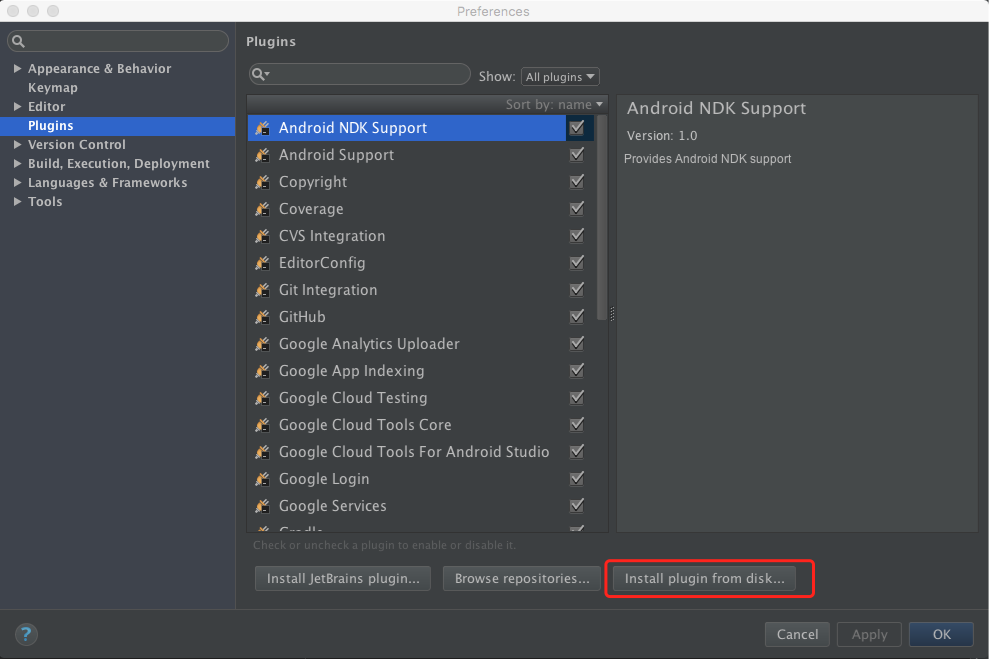 Preferences
Appearance & Behavior
Keymap
Editor
Plugins
Version Control
Build, Execution, Deployment
Languages & Frameworks
Tools
Plugins
Show: All plugins
Sort by: name
Android NDK Support
Android Support
Copyright
Coverage
CVS Integration
EditorConfig
Git Integration
GitHub
Google Analytics Uploader
Google App Indexing
Google Cloud Testing
Google Cloud Tools Core
Google Cloud Tools For Android Studio
Google Login
Google Services
Gradle
Android NDK Support
Version: 1.0
Provides Android NDK support
Check or uncheck a plugin to enable or disable it.
Install JetBrains plugin... Browse repositories... Install plugin from disk...
? Cancel Apply OK